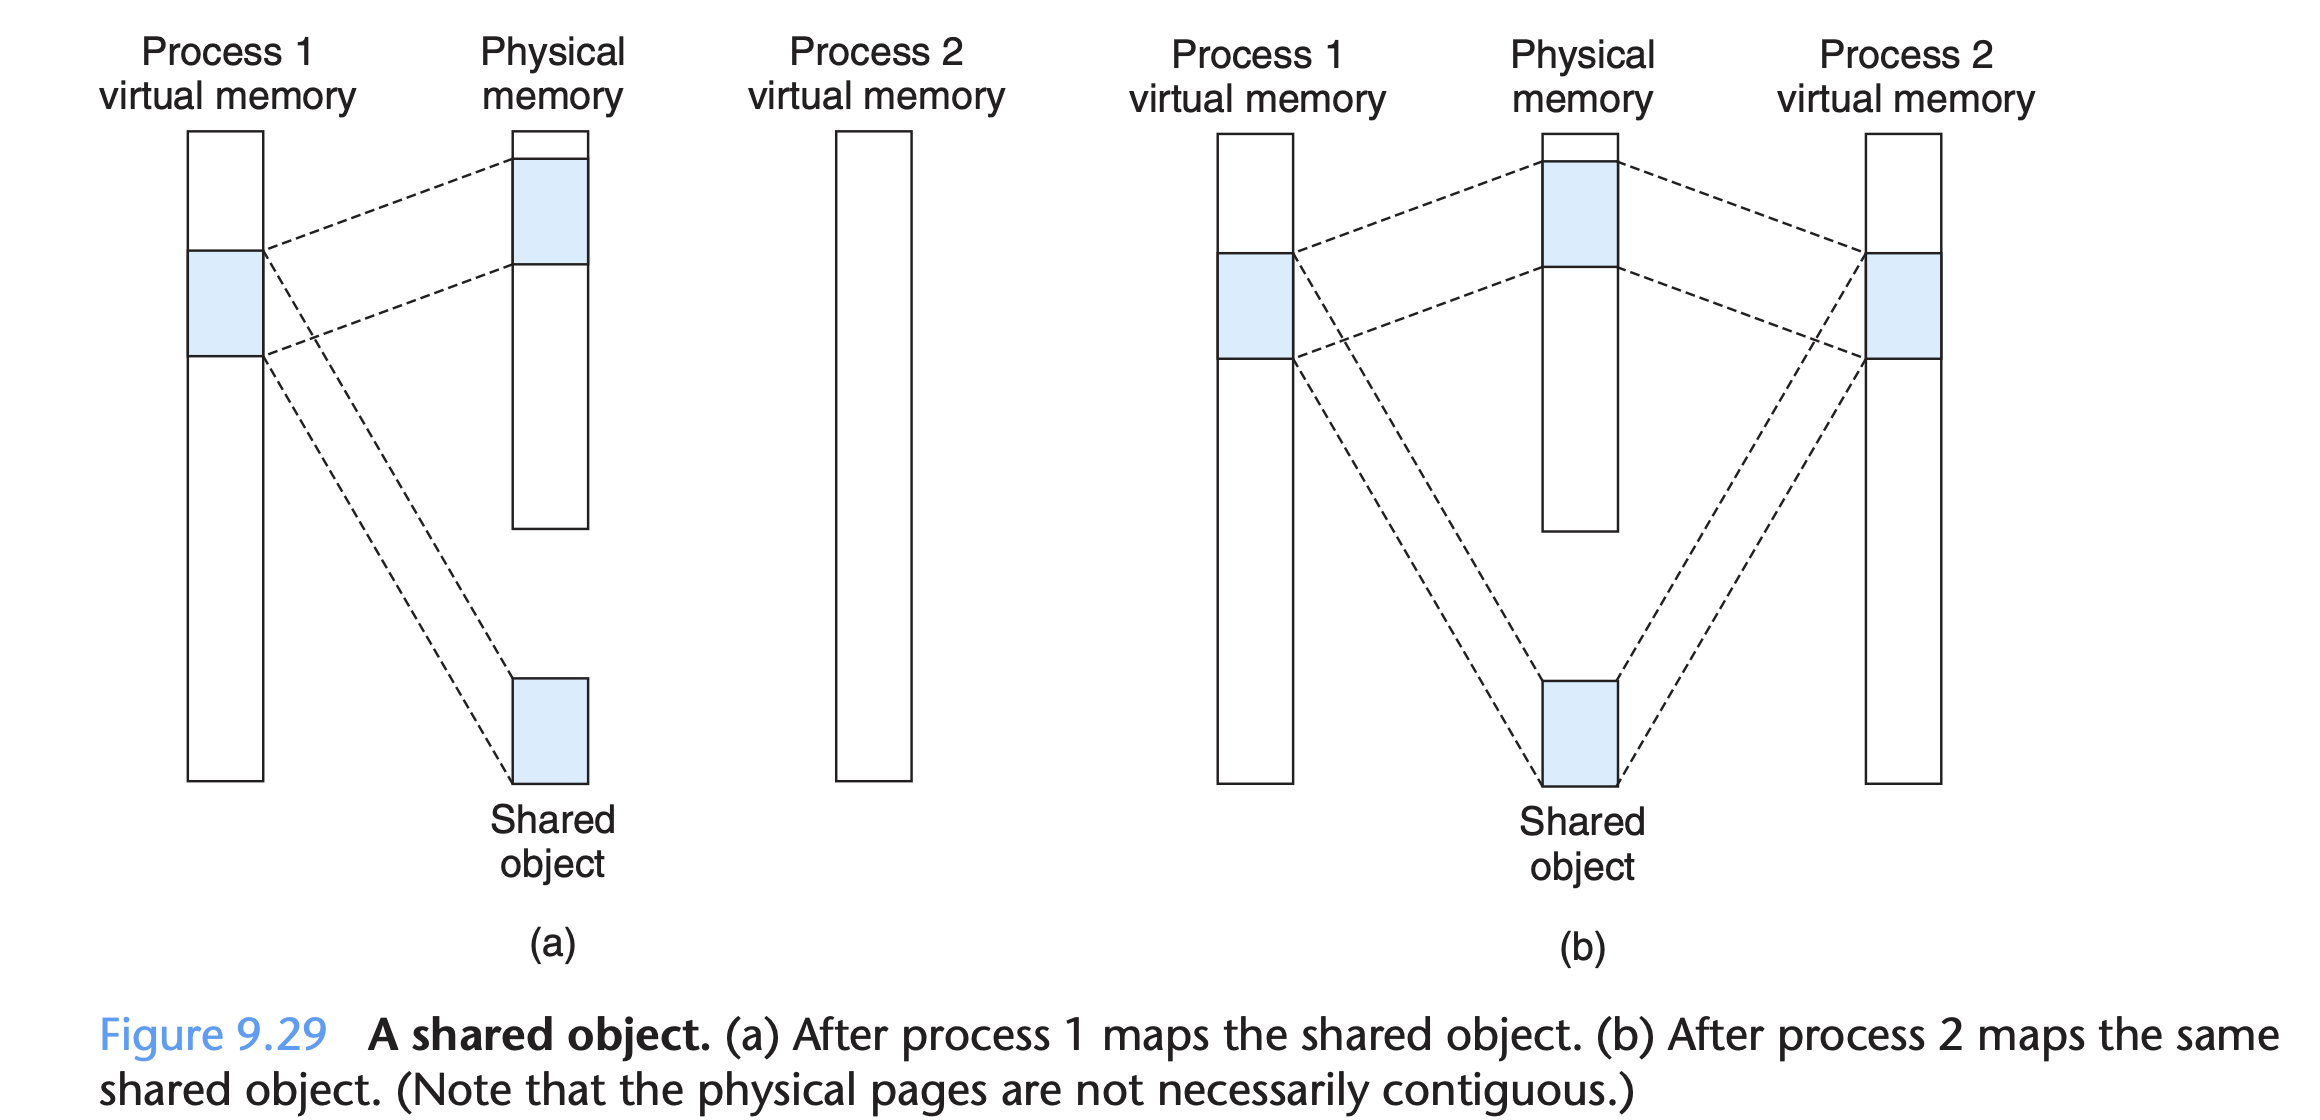 Process 1
virtual memory
Physical
memory
Process 2
virtual memory
Shared
object
(a)
Process 1
virtual memory
Physical
memory
Process 2
virtual memory
Shared
object
(b)
Figure 9.29 A shared object. (a) After process 1 maps the shared object. (b) After process 2 maps the same
shared object. (Note that the physical pages are not necessarily contiguous.)